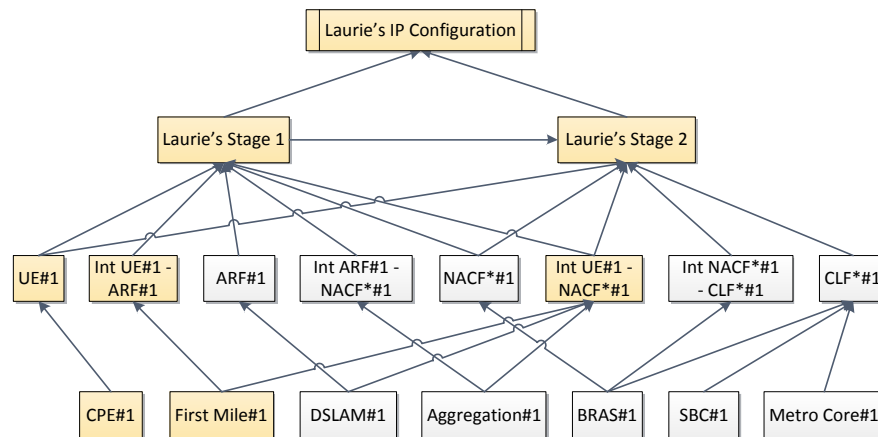 Laurie's IP Configuration
Laurie's Stage 1
Laurie's Stage 2
UE#1
Int UE#1 -
ARF#1
ARF#1
Int ARF#1 -
NACF*#1
NACF*#1
Int UE#1 -
NACF*#1
Int NACF*#1
- CLF*#1
CLF*#1
CPE#1
First Mile#1
DSLAM#1
Aggregation#1
BRAS#1
SBC#1
Metro Core#1